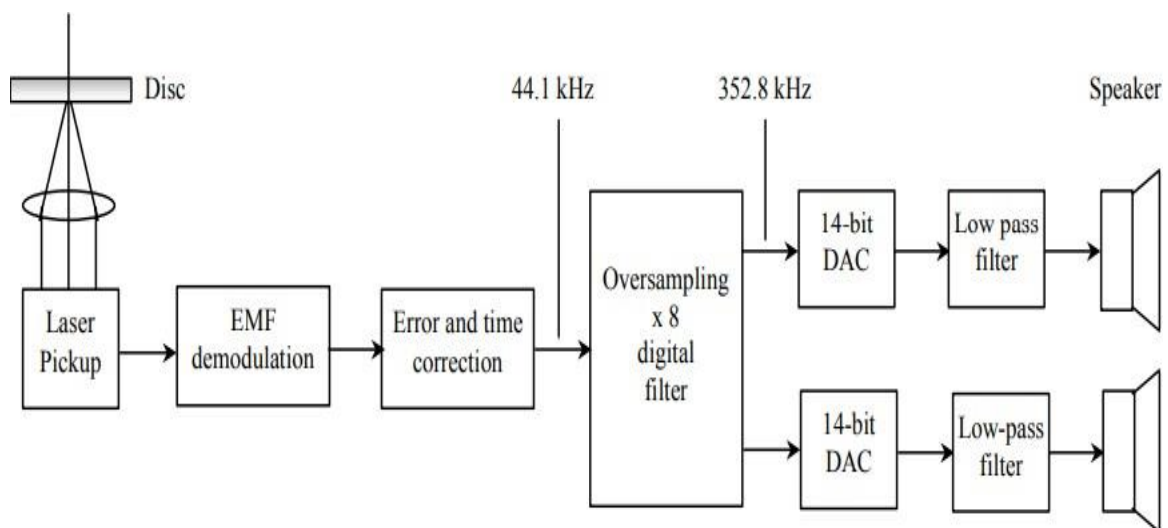 Disc
44.1 kHz
352.8 kHz
Speaker
Laser
Pickup
EMF
demodulation
Error and time
correction
Oversampling
x 8
digital
filter
14-bit
DAC
Low pass
filter
14-bit
DAC
Low-pass
filter